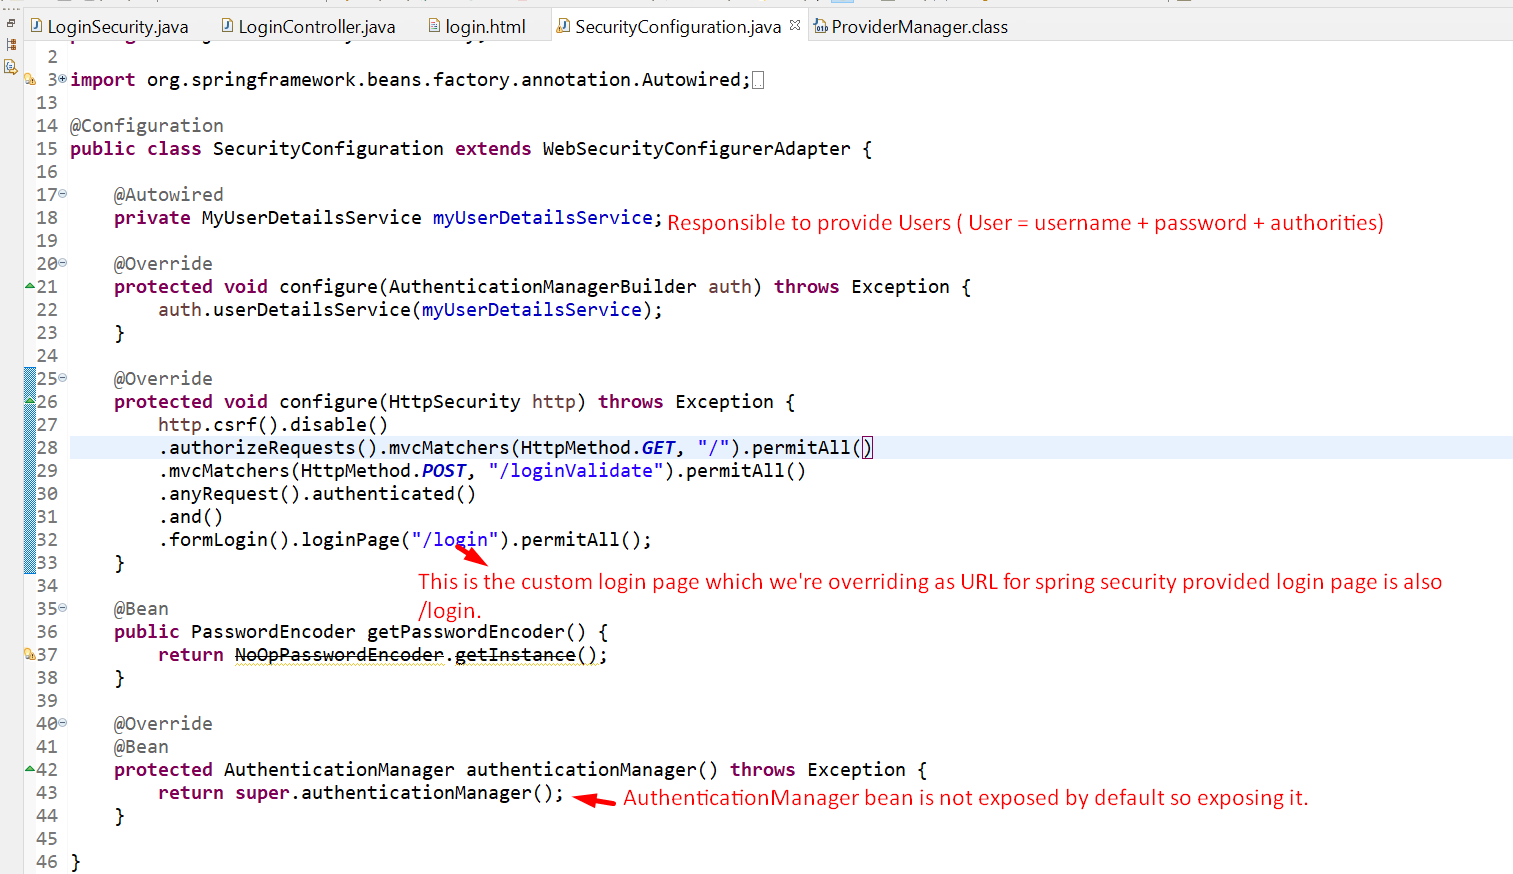 LoginSecurity.java LoginController.java login.html SecurityConfiguration.java ProviderManager.class
2
3 import org.springframework.beans.factory.annotation.Autowired;
13
14 @Configuration
15 public class SecurityConfiguration extends WebSecurityConfigurerAdapter {
16
17 @Autowired
18 private MyUserDetailsService myUserDetailsService; Responsible to provide Users ( User = username + password + authorities)
19
20 @Override
21 protected void configure(AuthenticationManagerBuilder auth) throws Exception {
22 auth.userDetailsService(myUserDetailsService);
23 }
24
25 @Override
26 protected void configure(HttpSecurity http) throws Exception {
27 http.csrf().disable()
28 .authorizeRequests().mvcMatchers(HttpMethod.GET, "/").permitAll()
29 .mvcMatchers(HttpMethod.POST, "/loginValidate").permitAll()
30 .anyRequest().authenticated()
31 .and()
32 .formLogin().loginPage("/login").permitAll();
33 }
This is the custom login page which we're overriding as URL for spring security provided login page is also
34
/login.
35 @Bean
36 public PasswordEncoder getPasswordEncoder() {
37 return NoOpPasswordEncoder.getInstance();
38 }
39
40 @Override
41 @Bean
42 protected AuthenticationManager authenticationManager() throws Exception {
43 return super.authenticationManager(); AuthenticationManager bean is not exposed by default so exposing it.
44 }
45
46 }